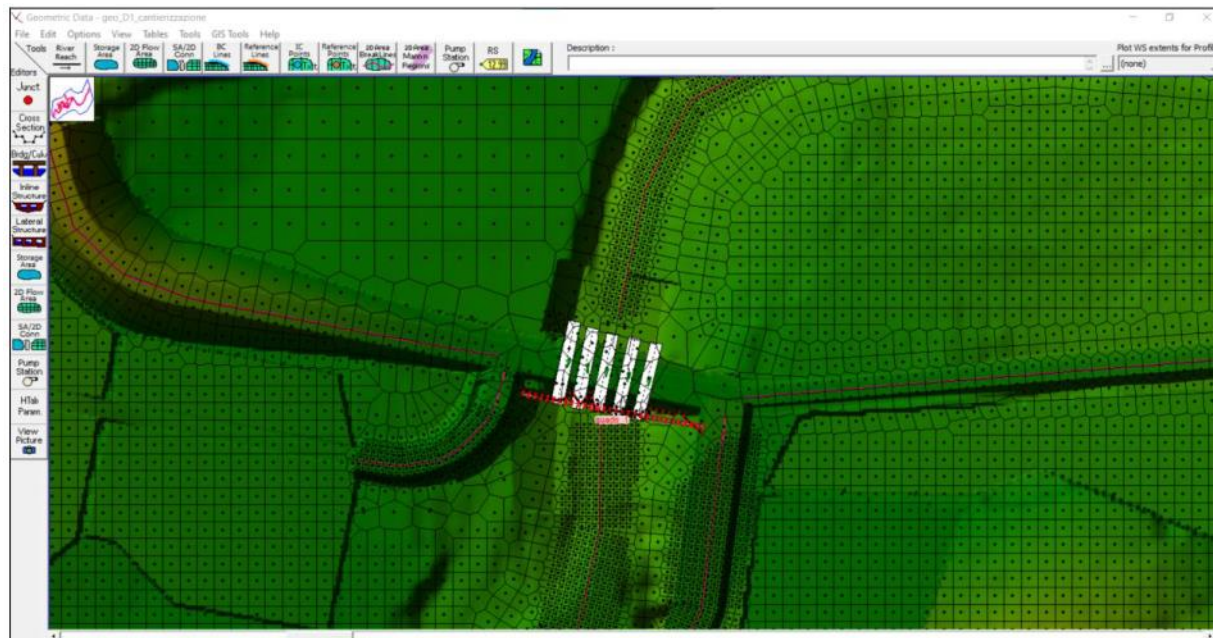 Geometric Data - geo_D1_cantierizzazione
File Edit Options View Tables Tools GIS Tools Help
Tools River Reach Storage Area 2D Flow Area SA/2D Conn BC Lines Reference Lines IC Points Reference Points 2D Area BreakLines 2D Area Mann n Regions Pump Station RS Description : Plot WS extents for Profi
(none)
Editors
Junct.
Cross Section
Brdg/Culv
Inline Structure
Lateral Structure
Storage Area
2D Flow Area
SA/2D Conn
Pump Station
HTab Param.
View Picture